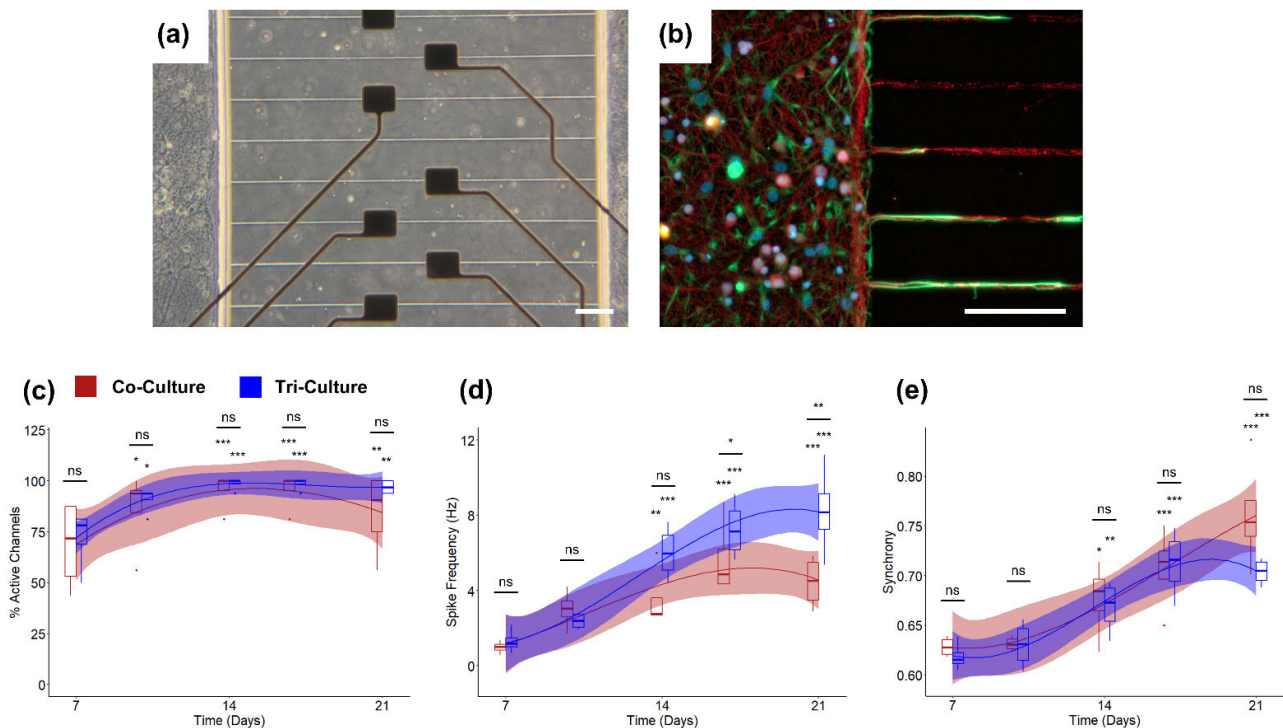 (a)
(b)
(c) Co-Culture Tri-Culture
% Active Channels
125
100
75
50
25
0
ns
ns
* *
ns
*** ***
ns
*** ***
ns
** **
7 14 21
Time (Days)
(d)
Spike Frequency (Hz)
12
8
4
0
ns
ns
ns
** ***
*
*** ***
**
*** ***
7 14 21
Time (Days)
(e)
Synchrony
0.80
0.75
0.70
0.65
0.60
ns
ns
ns
* **
ns
*** ***
ns
*** ***
7 14 21
Time (Days)